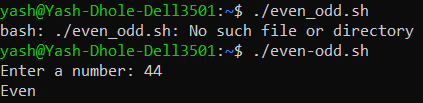 yash@Yash-Dhole-Dell3501:~$ ./even_odd.sh
bash: ./even_odd.sh: No such file or directory
yash@Yash-Dhole-Dell3501:~$ ./even-odd.sh
Enter a number: 44
Even